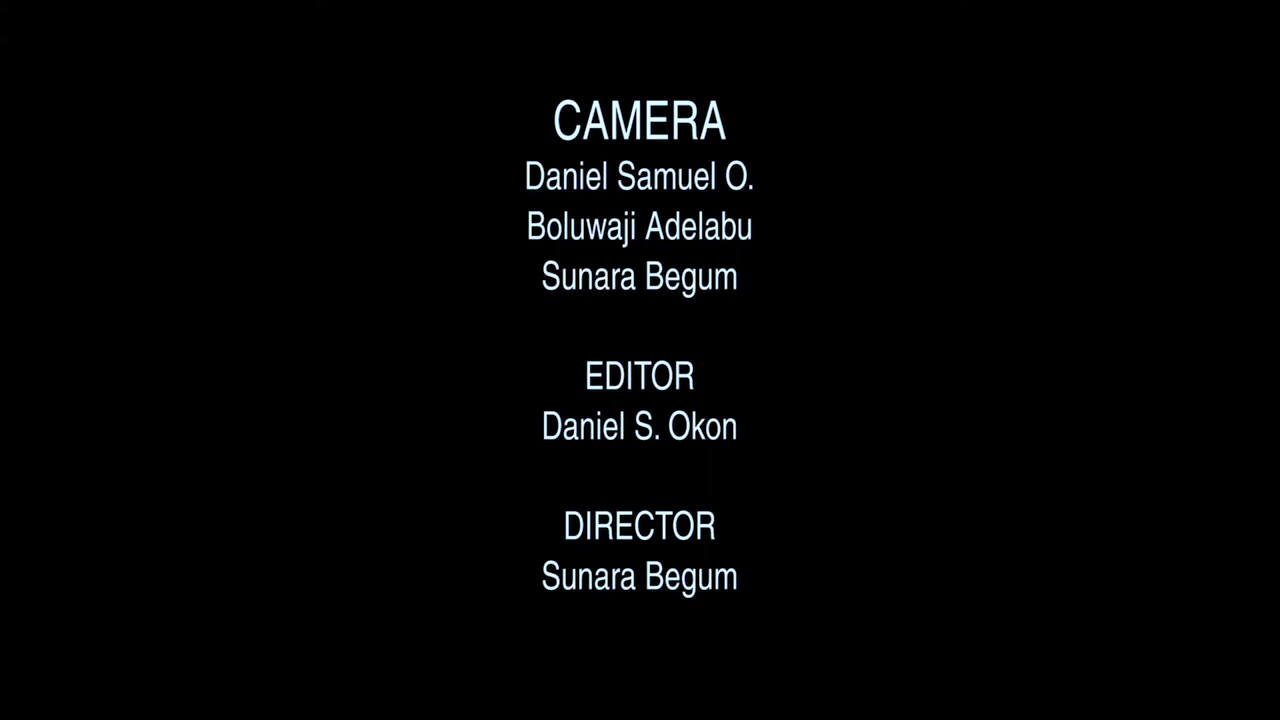 CAMERA
Daniel Samuel O.
Boluwaji Adelabu
Sunara Begum
EDITOR
Daniel S. Okon
DIRECTOR
Sunara Begum